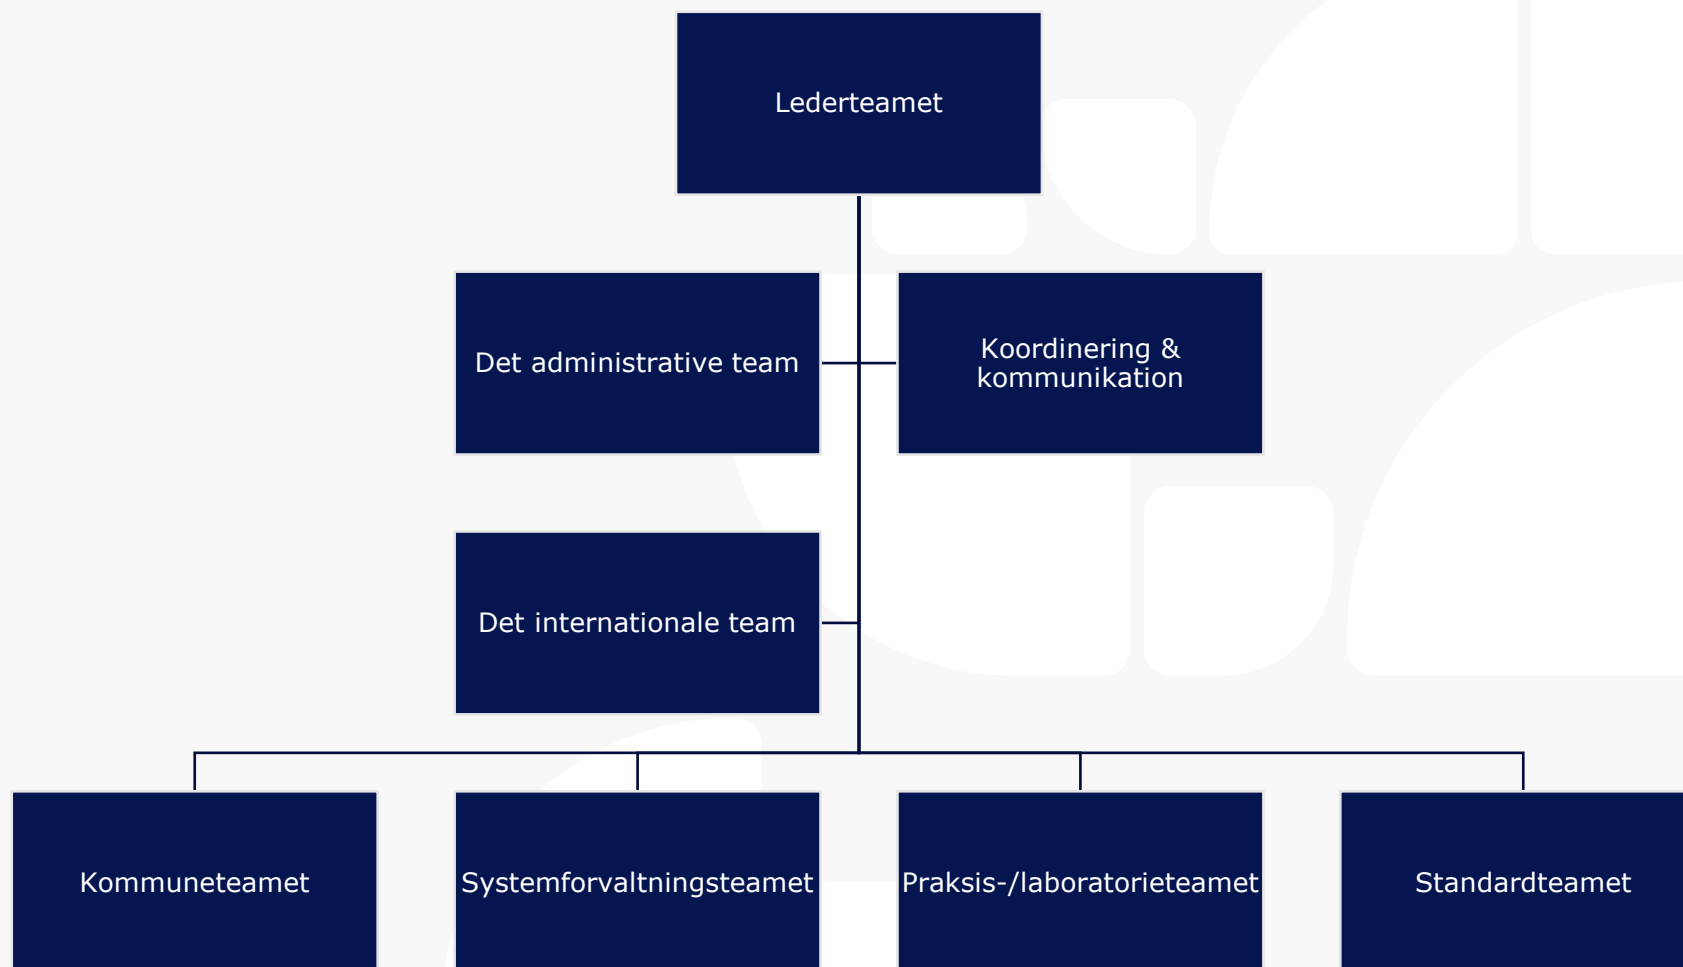 Lederteamet
Det administrative team
Koordinering &
kommunikation
Det internationale team
Kommuneteamet
Systemforvaltningsteamet
Praksis-/laboratorieteamet
Standardteamet